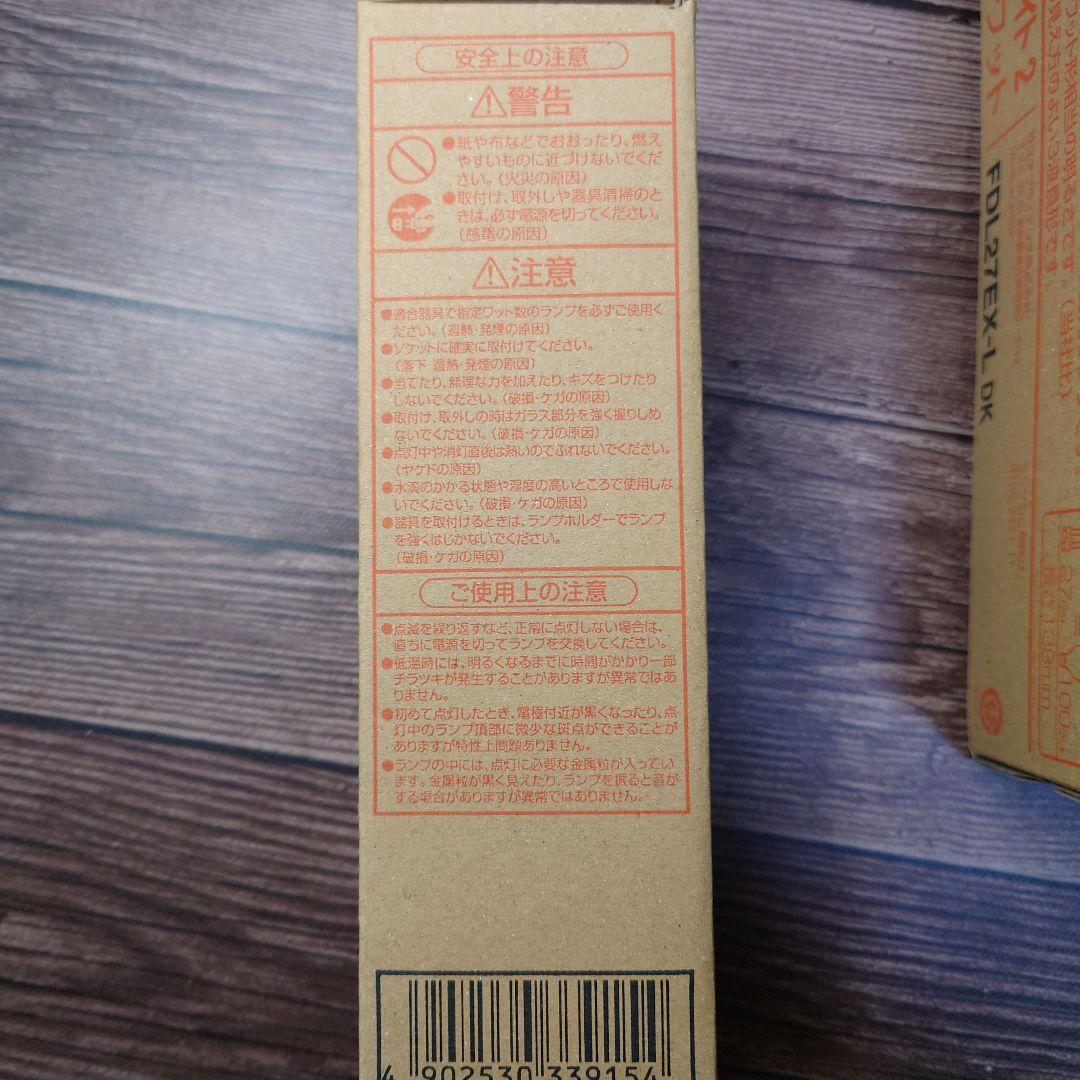 安全上の注意
⚠警告
●紙や布などでおおったり、燃え
やすいものに近づけないでくだ
さい。(火災の原因)
●取付け、取外しや器具清掃のと
きは、必ず電源を切ってください。
(感電の原因)
⚠注意
●適合器具で指定ワット数のランプを必ずご使用く
ださい。(過熱・発煙の原因)
●ソケットに確実に取付けてください。
(落下・過熱・発煙の原因)
●当てたり、無理な力を加えたり、キズをつけたり
しないでください。(破損・ケガの原因)
●取付け、取外しの時はガラス部分を強く握りしめ
ないでください。(破損・ケガの原因)
●点灯中や消灯直後は熱いのでふれないでください。
(ヤケドの原因)
●水滴のかかる状態や湿度の高いところで使用しな
いでください。(破損・ケガの原因)
●器具を取付けるときは、ランプホルダーでランプ
を強くはじかないでください。
(破損・ケガの原因)
ご使用上の注意
●点滅を繰り返すなど、正常に点灯しない場合は、
直ちに電源を切ってランプを交換してください。
●低温時には、明るくなるまでに時間がかかり一部
チラツキが発生することがありますが異常ではあ
りません。
●初めて点灯したとき、電極付近が黒くなったり、点
灯中のランプ頂部に微少な斑点ができることが
ありますが特性上問題ありません。
●ランプの中には、点灯に必要な金属粒が入ってい
ます。金属粒が黒く見えたり、ランプを振ると音が
する場合がありますが異常ではありません。
4 902530 339154
イト2
ワット
FDL27EX-L DK
ワット形相当の明るさです。(当社比)